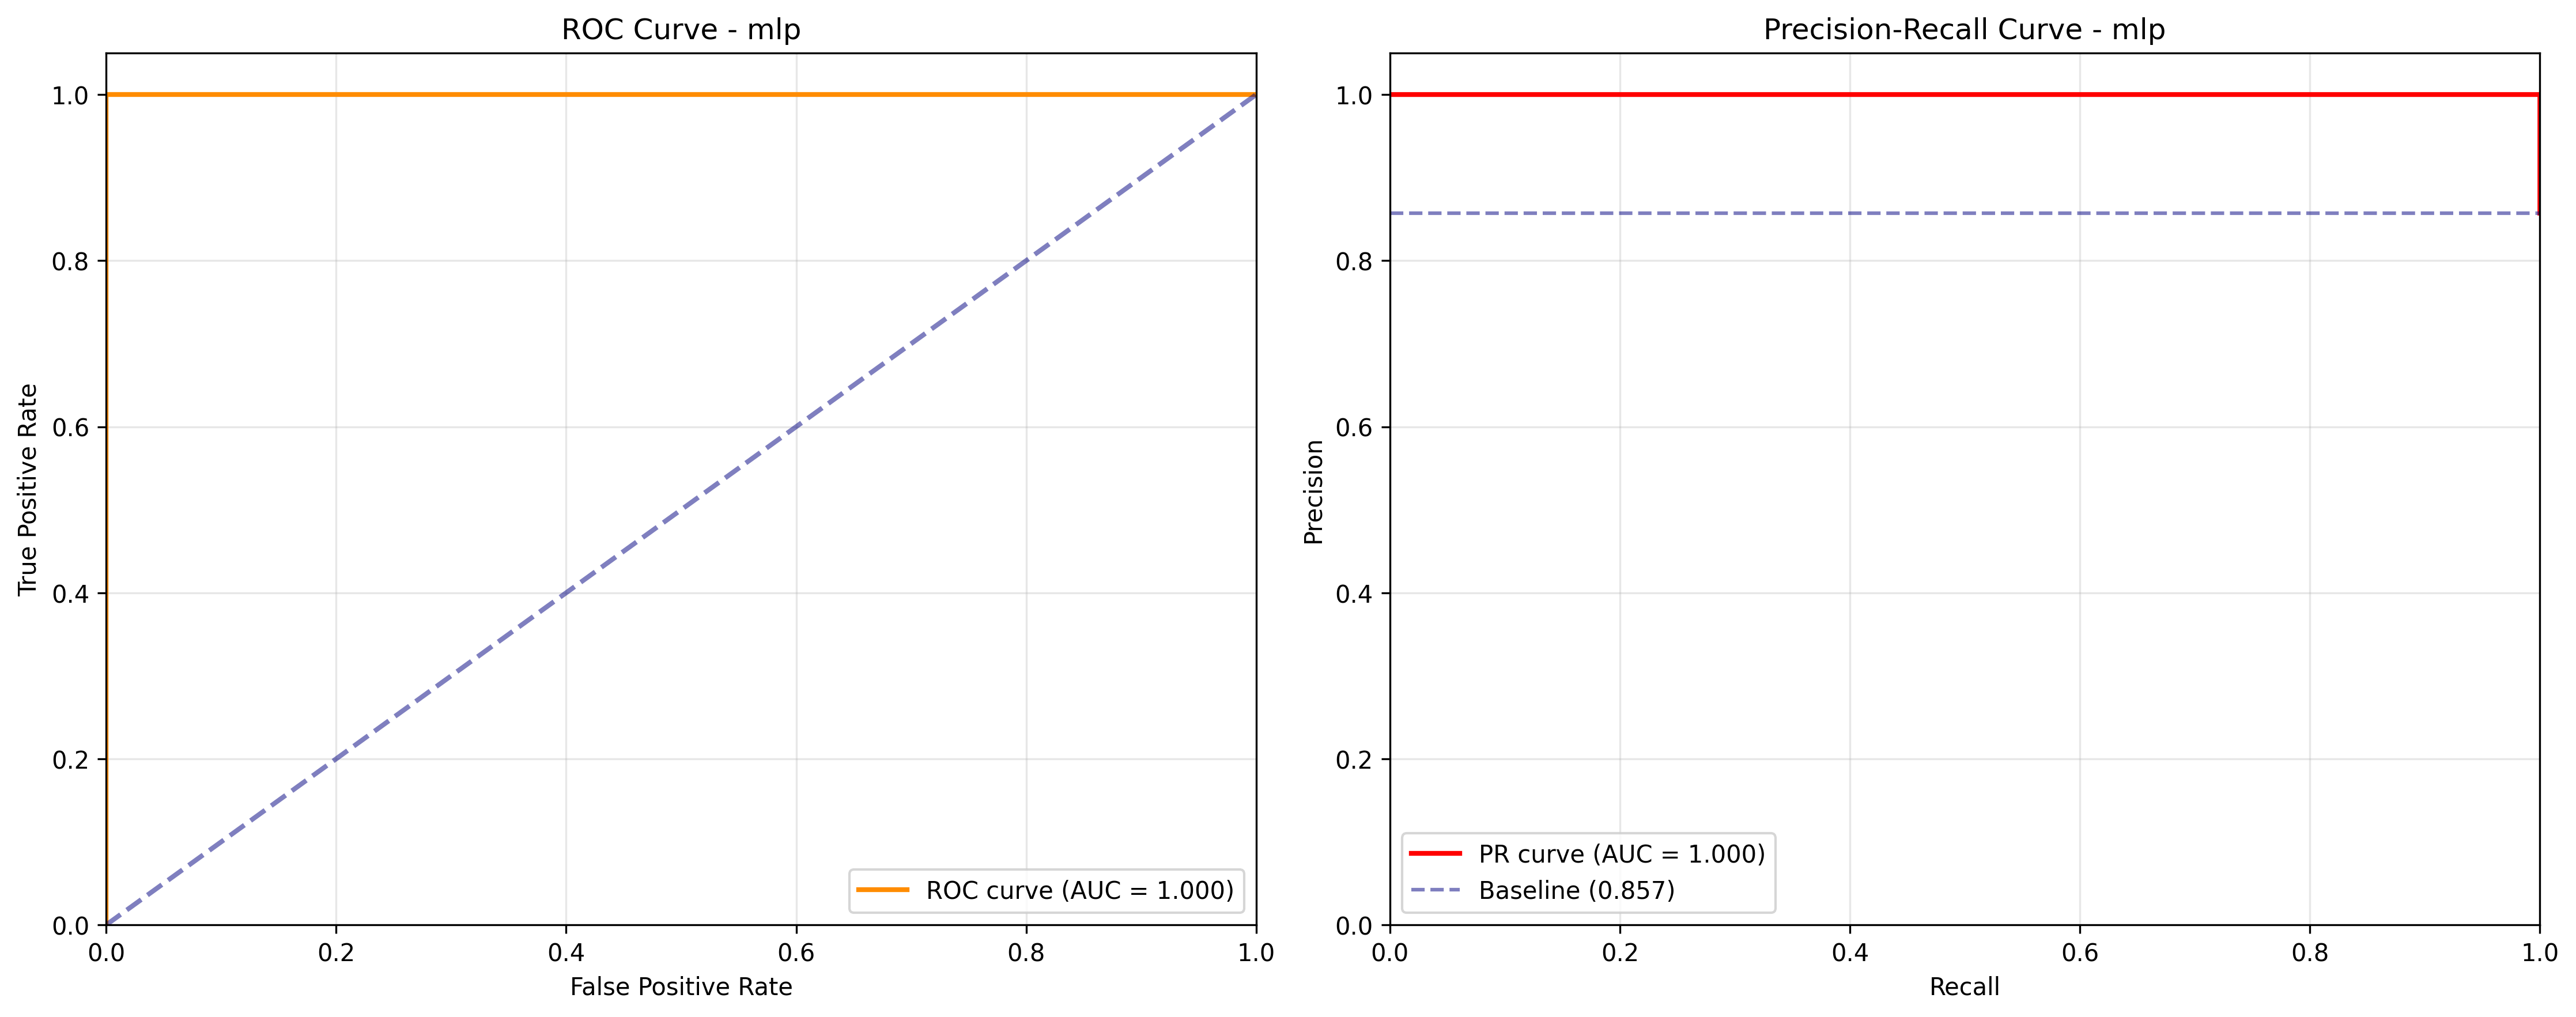 ROC Curve - mlp
1.0
0.8
0.6
0.4
0.2
0.0
True Positive Rate
0.0 0.2 0.4 0.6 0.8 1.0
False Positive Rate
ROC curve (AUC = 1.000)
Precision-Recall Curve - mlp
1.0
0.8
0.6
0.4
0.2
0.0
Precision
0.0 0.2 0.4 0.6 0.8 1.0
Recall
PR curve (AUC = 1.000)
Baseline (0.857)